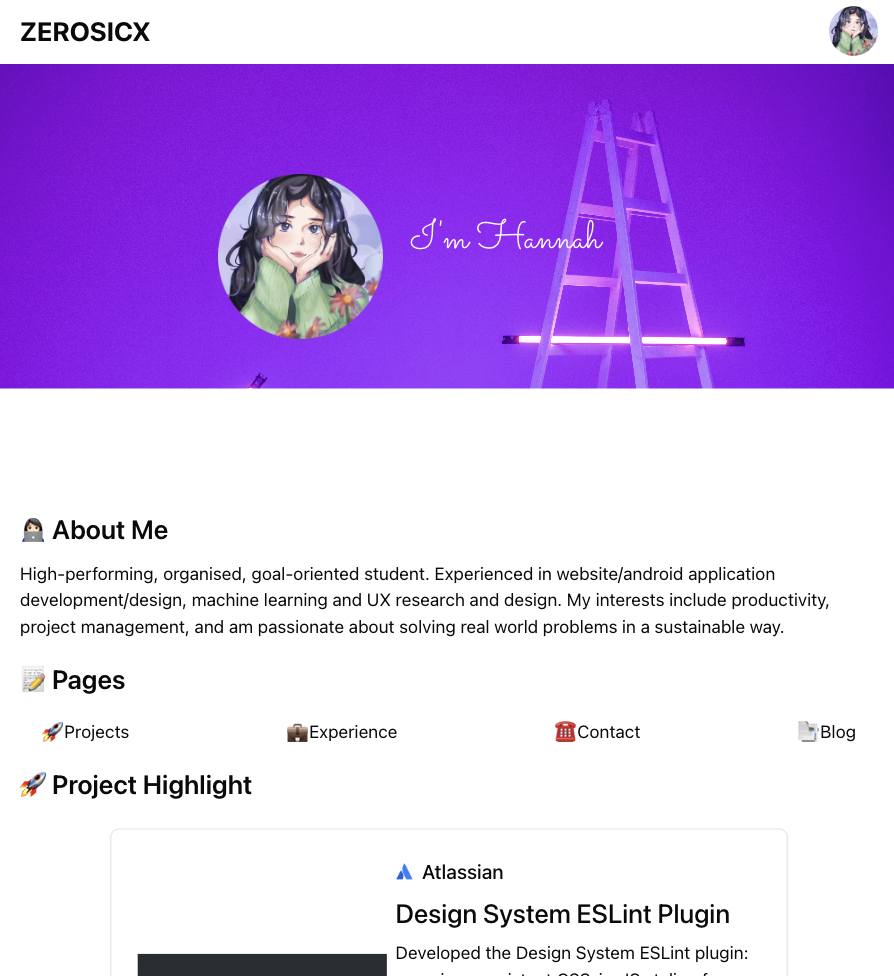 ZEROSICX
I'm Hannah
About Me
High-performing, organised, goal-oriented student. Experienced in website/android application
development/design, machine learning and UX research and design. My interests include productivity,
project management, and am passionate about solving real world problems in a sustainable way.
Pages
Projects Experience Contact Blog
Project Highlight
Atlassian
Design System ESLint Plugin
Developed the Design System ESLint plugin: